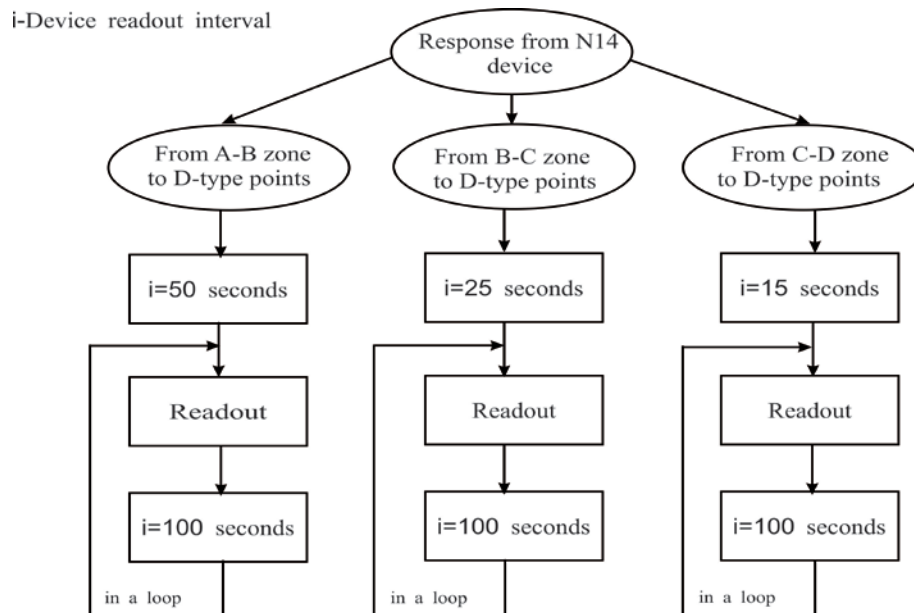 i-Device readout interval
Response from N14
device
From A-B zone
to D-type points
From B-C zone
to D-type points
From C-D zone
to D-type points
i=50 seconds
i=25 seconds
i=15 seconds
Readout
Readout
Readout
i=100 seconds
i=100 seconds
i=100 seconds
in a loop
in a loop
in a loop